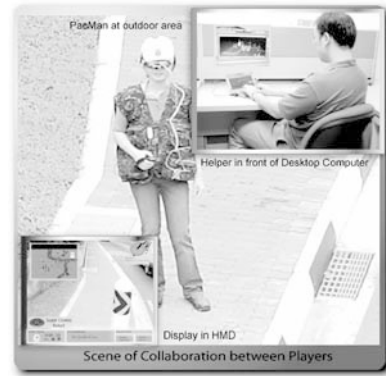 PacMan at outdoor area
Helper in front of Desktop Computer
Display in HMD
Scene of Collaboration between Players